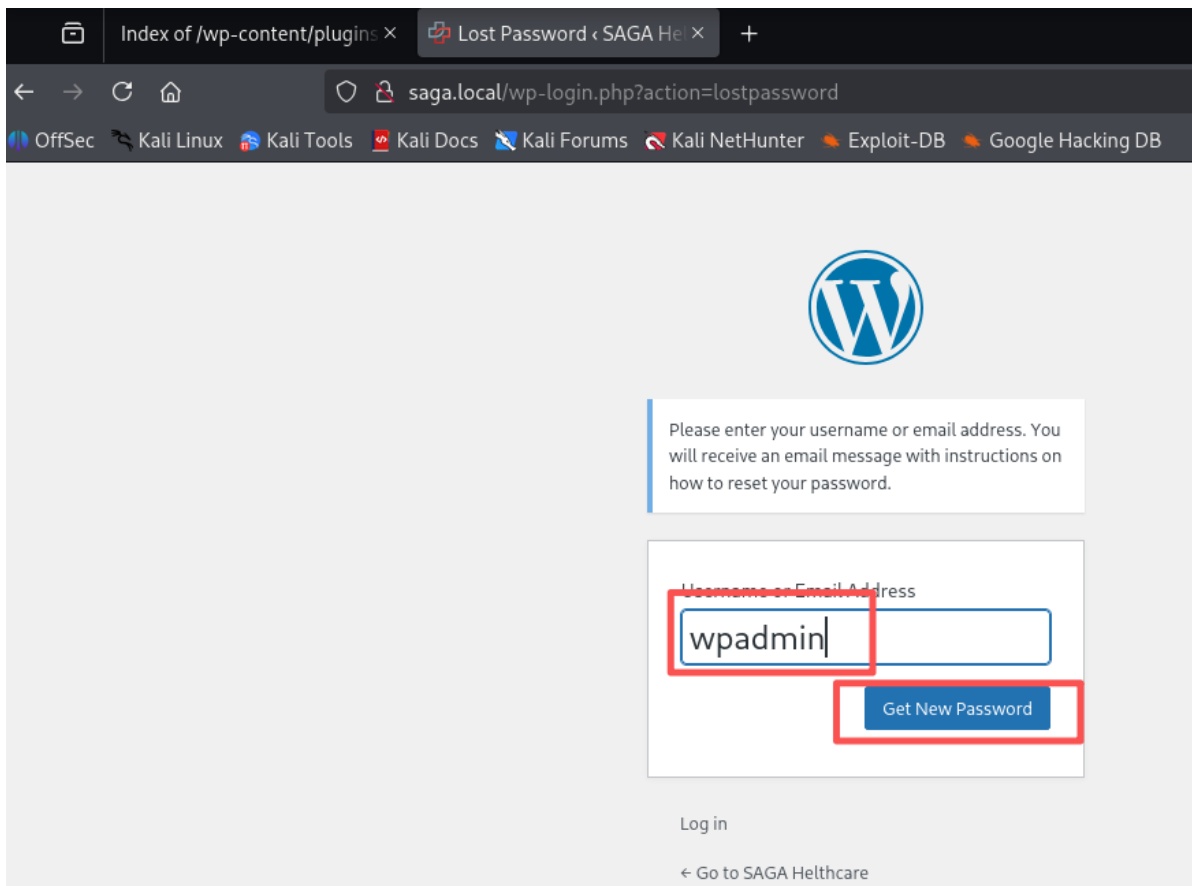 Index of /wp-content/plugins
Lost Password ‹ SAGA Hel
saga.local/wp-login.php?action=lostpassword
OffSec Kali Linux Kali Tools Kali Docs Kali Forums Kali NetHunter Exploit-DB Google Hacking DB
Please enter your username or email address. You
will receive an email message with instructions on
how to reset your password.
Username or Email Address
wpadmin
Get New Password
Log in
← Go to SAGA Helthcare